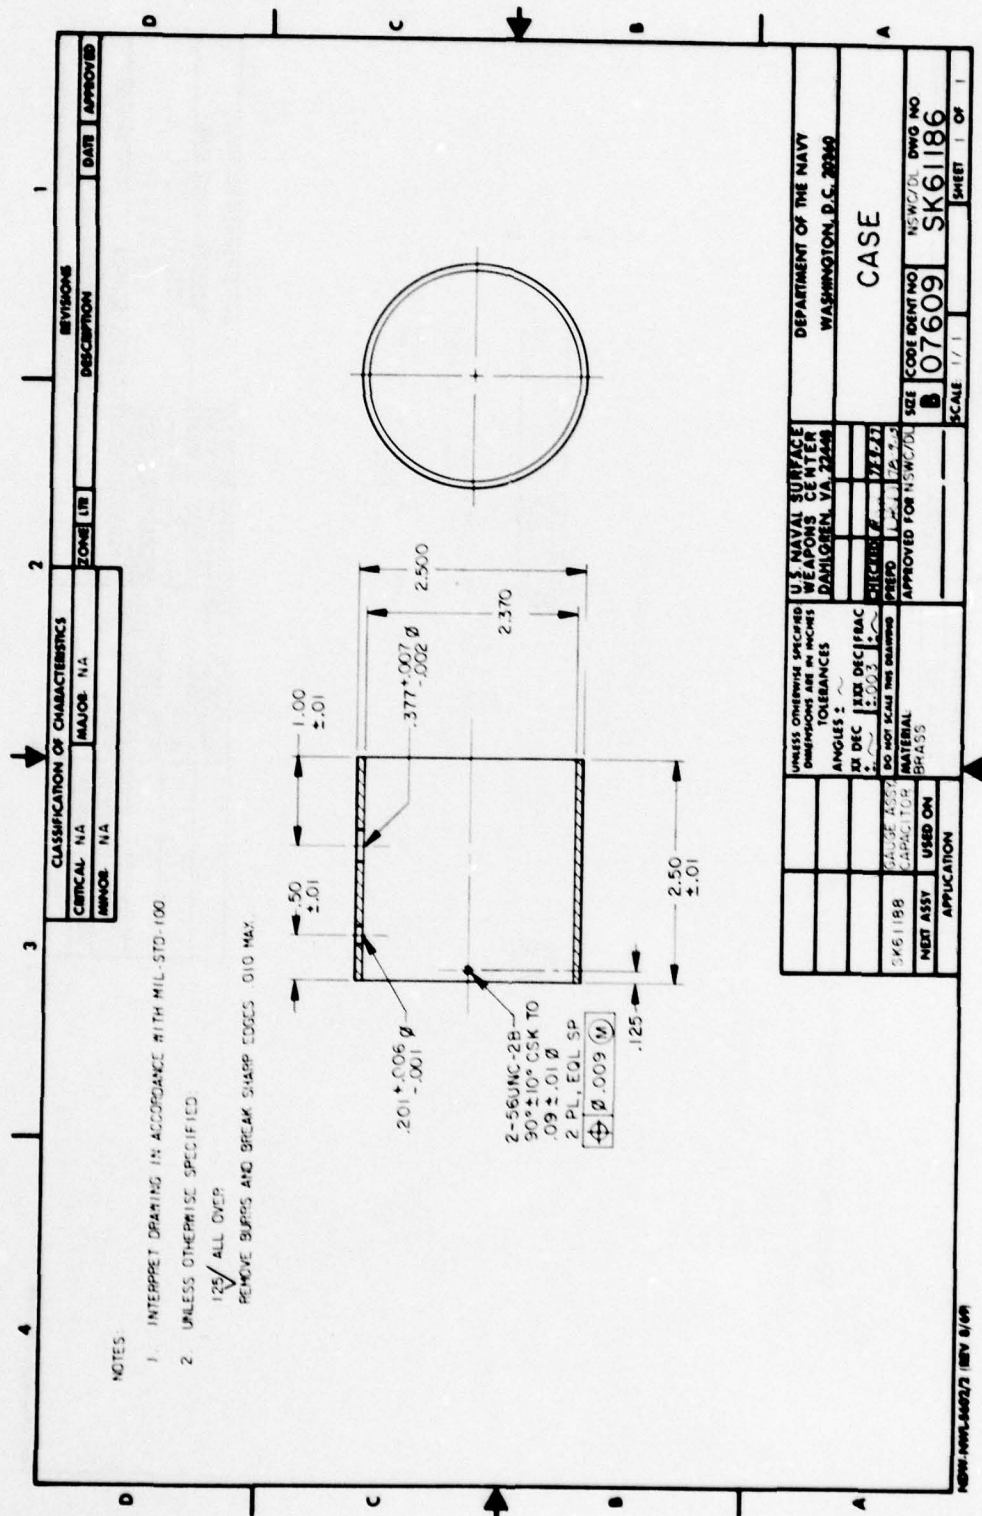 NOTES:
1. INTERPRET DRAWING IN ACCORDANCE WITH MIL-STD-100.
2. UNLESS OTHERWISE SPECIFIED:
125/ ALL OVER
REMOVE BURRS AND BREAK SHARP EDGES .010 MAX.
CLASSIFICATION OF CHARACTERISTICS
CRITICAL- NA MAJOR- NA
MINOR- NA
REVISIONS
ZONE LTR DESCRIPTION DATE APPROVED
4 3 2 1
D C B A
D C B A
.50
±.01
1.00
±.01
.201 +.006 -.001 Ø
.377 +.007 -.002 Ø
2.370
2.500
2-56UNC-2B
90°±10° CSK TO
.09 ±.01 Ø
2 PL, EQL SP
⌖ Ø .009 Ⓜ
.125
2.50
±.01
SK61188 GAUGE ASSY, CAPACITOR
NEXT ASSY USED ON
APPLICATION
UNLESS OTHERWISE SPECIFIED
DIMENSIONS ARE IN INCHES
TOLERANCES
ANGLES ± ~
XX DEC XXX DEC FRAC
± ~ ±.003 ± ~
DO NOT SCALE THIS DRAWING
MATERIAL
BRASS
U.S. NAVAL SURFACE
WEAPONS CENTER
DAHLGREN, VA. 22448
CHECKED
PREPD
APPROVED FOR NSWC/DL
DEPARTMENT OF THE NAVY
WASHINGTON, D.C. 20360
CASE
SIZE CODE IDENT NO NSWC/DL DWG NO
B 07609 SK61186
SCALE 1/1 SHEET 1 OF 1